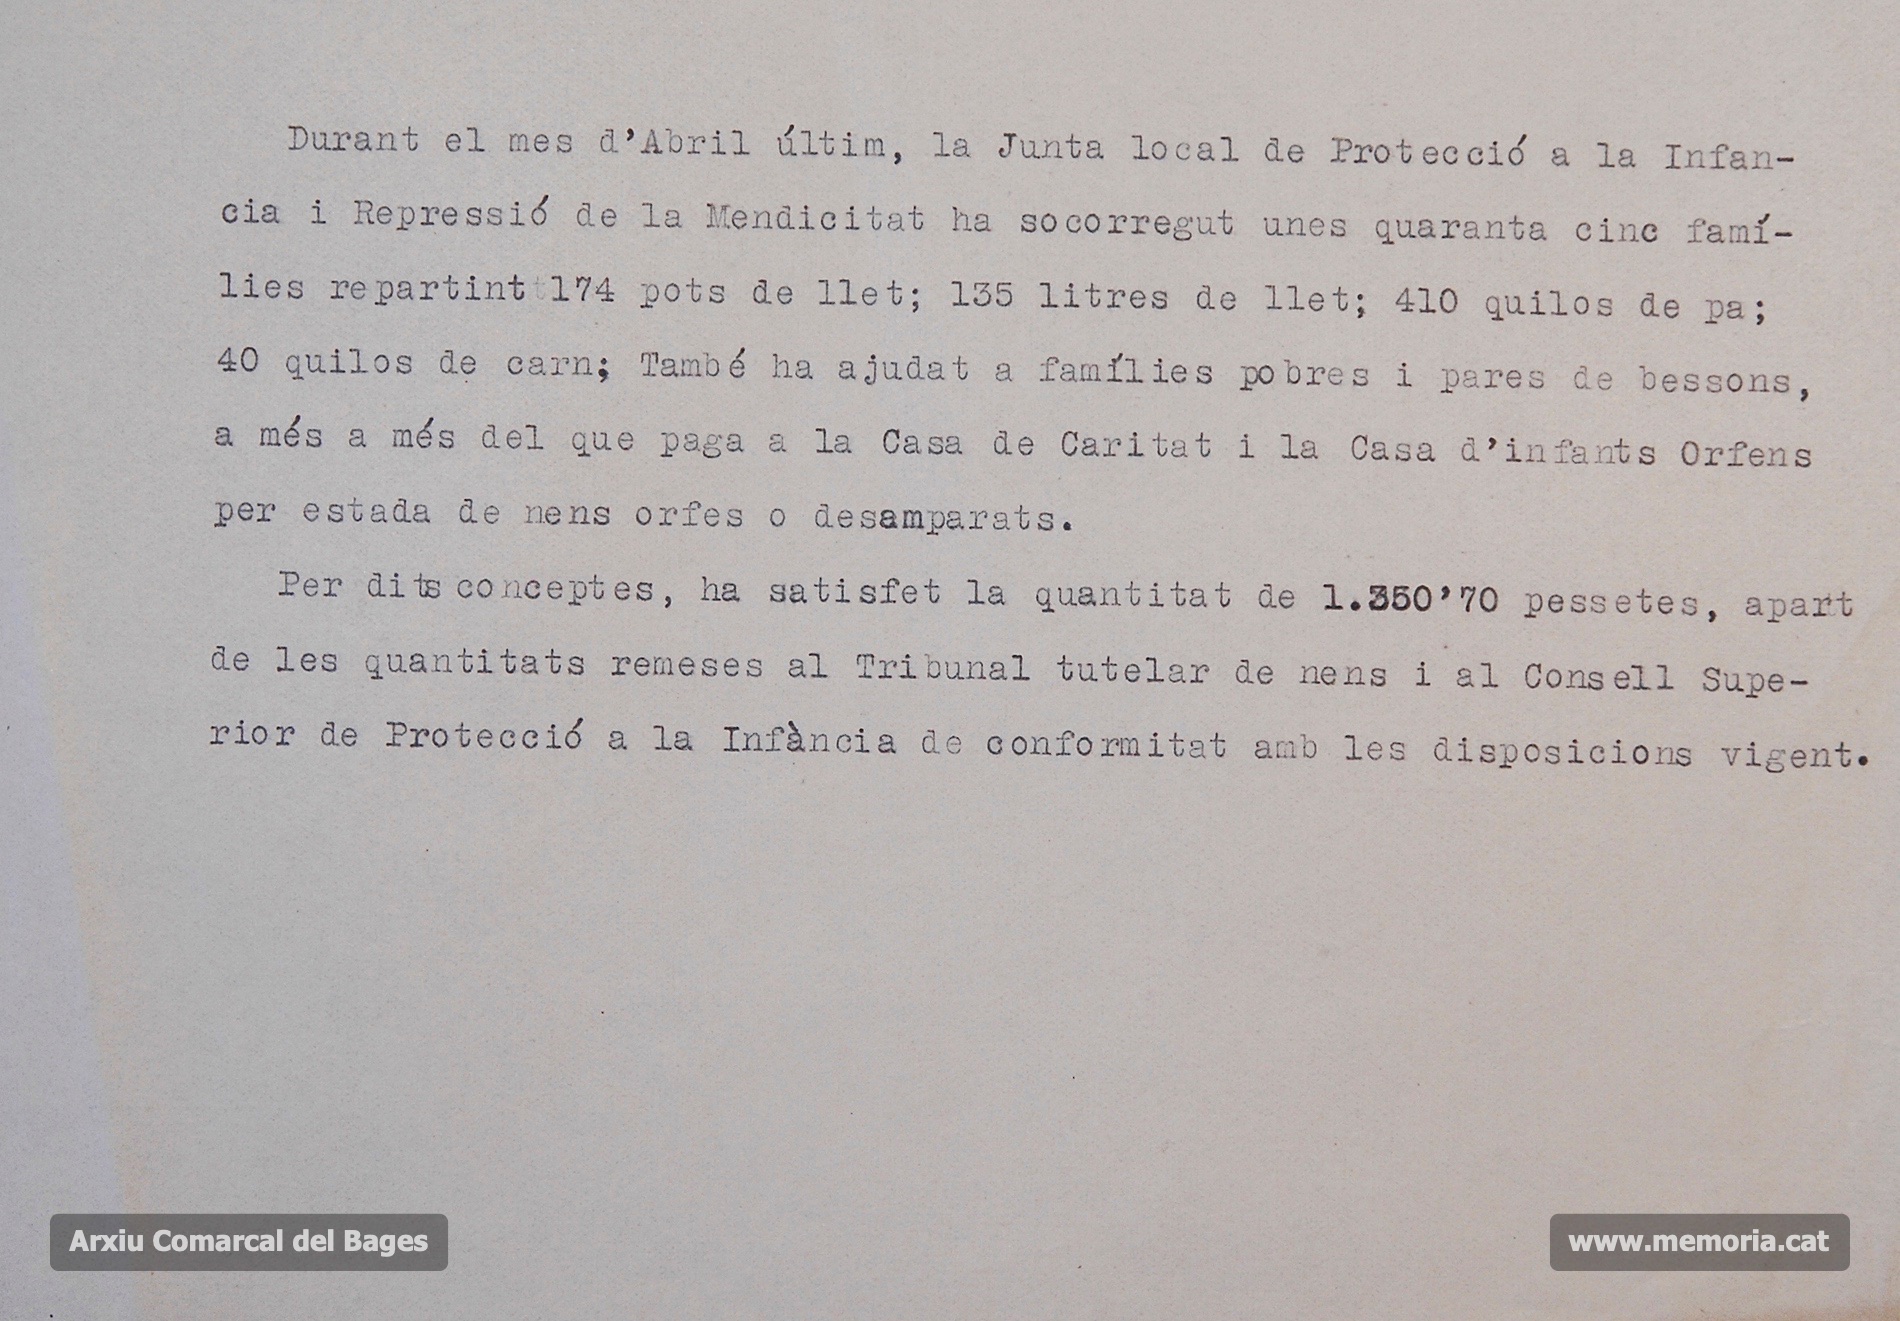 Durant el mes d'Abril últim, la Junta local de Protecció a la Infan-
cia i Repressió de la Mendicitat ha socorregut unes quaranta cinc famí-
lies repartint 174 pots de llet; 135 litres de llet; 410 quilos de pa;
40 quilos de carn; També ha ajudat a famílies pobres i pares de bessons,
a més a més del que paga a la Casa de Caritat i la Casa d'infants Orfens
per estada de nens orfes o desamparats.
Per dits conceptes, ha satisfet la quantitat de 1.350'70 pessetes, apart
de les quantitats remeses al Tribunal tutelar de nens i al Consell Supe-
rior de Protecció a la Infància de conformitat amb les disposicions vigent.
Arxiu Comarcal del Bages
www.memoria.cat